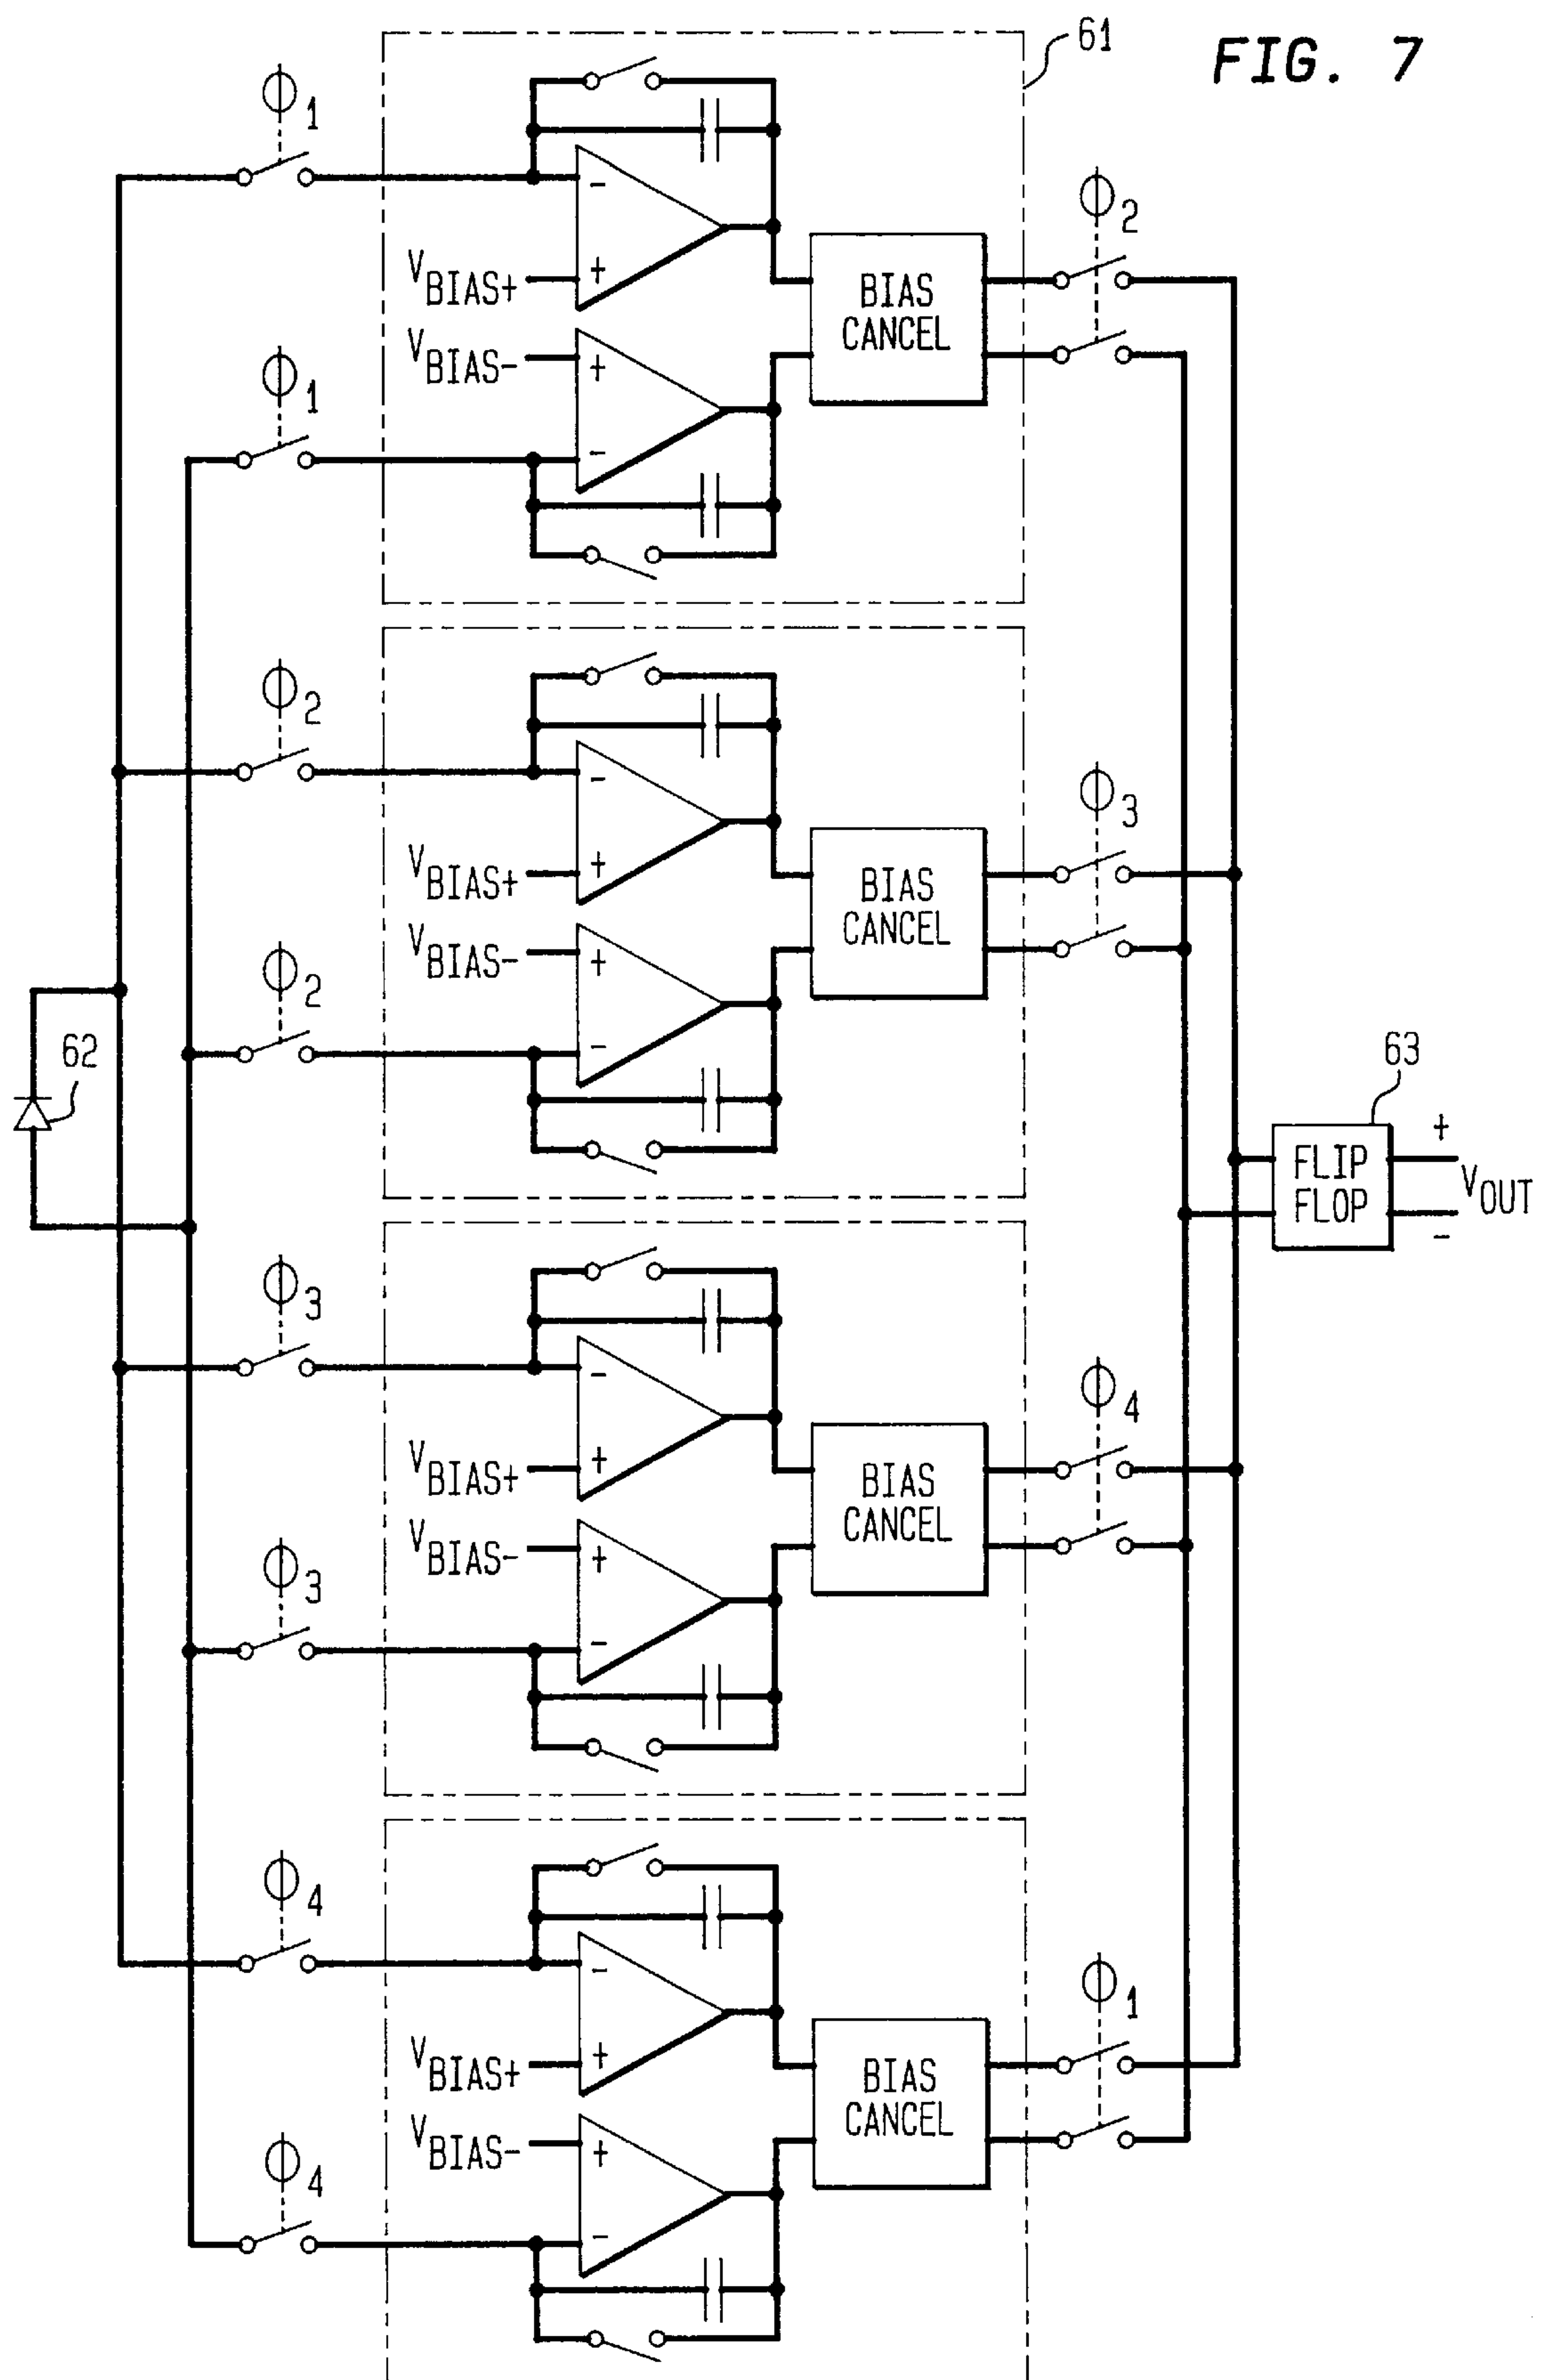 FIG. 7
61
ϕ1
ϕ2
-
VBIAS+
+
BIAS
CANCEL
VBIAS-
+
ϕ1
-
ϕ2
-
ϕ3
VBIAS+
+
BIAS
CANCEL
VBIAS-
+
ϕ2
-
62
63
FLIP
FLOP
+
VOUT
-
ϕ3
-
ϕ4
VBIAS+
+
BIAS
CANCEL
VBIAS-
+
ϕ3
-
ϕ4
-
ϕ1
VBIAS+
+
BIAS
CANCEL
VBIAS-
+
ϕ4
-